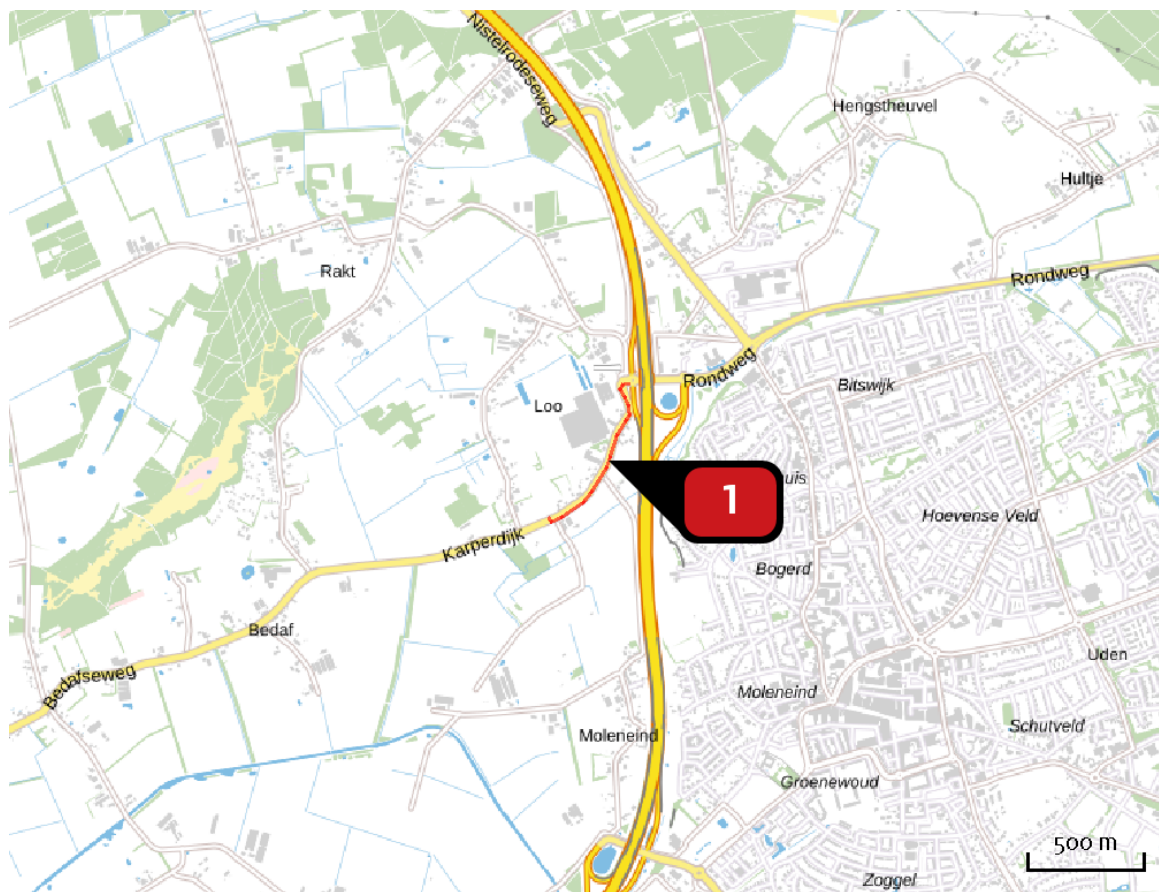 Nistelrodeseweg
Hengstheuvel
Hultje
Rakt
Rondweg
Rondweg
Bitswijk
Loo
1
uis
Hoevense Veld
Karperdijk
Bogerd
Bedaf
Uden
Bedafseweg
Moleneind
Schutveld
Moleneind
Groenewoud
500 m
Zoggel